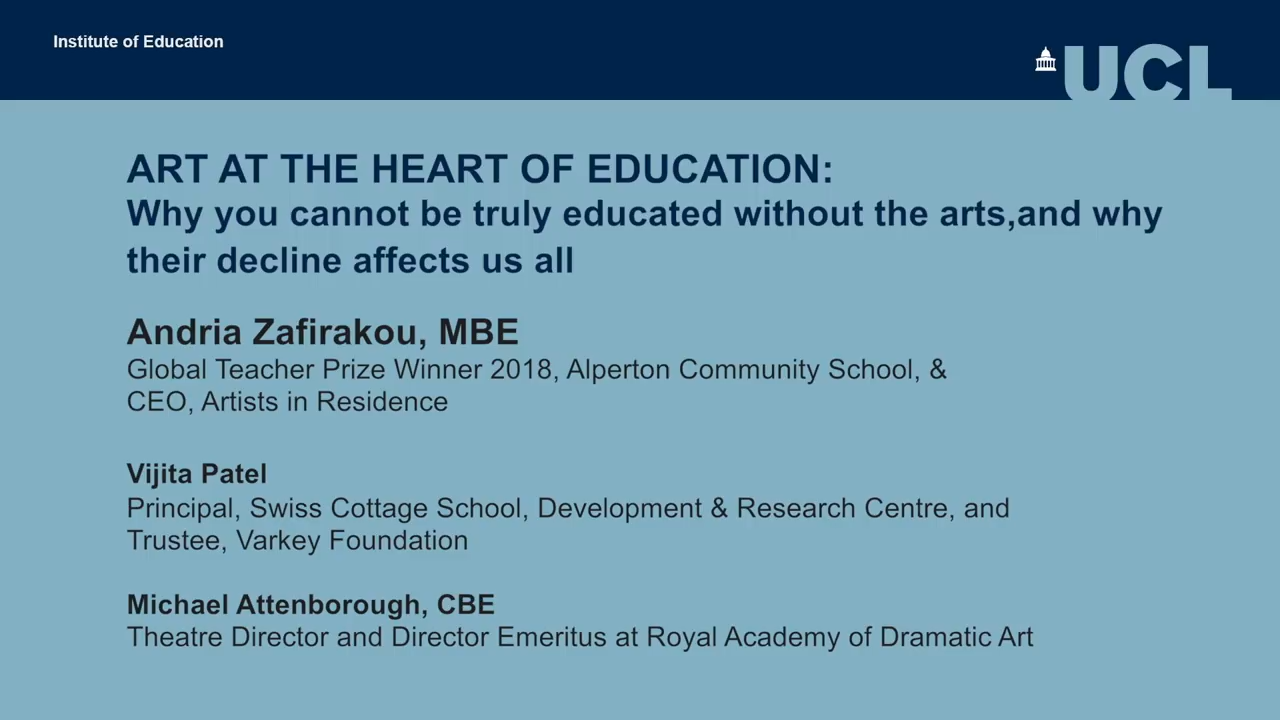 Institute of Education
UCL
ART AT THE HEART OF EDUCATION:
Why you cannot be truly educated without the arts,and why
their decline affects us all
Andria Zafirakou, MBE
Global Teacher Prize Winner 2018, Alperton Community School, &
CEO, Artists in Residence
Vijita Patel
Principal, Swiss Cottage School, Development & Research Centre, and
Trustee, Varkey Foundation
Michael Attenborough, CBE
Theatre Director and Director Emeritus at Royal Academy of Dramatic Art